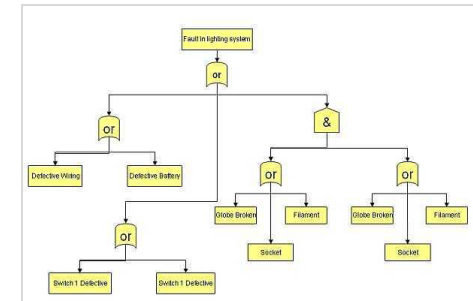 Fault in lighting system
or
or
&
Defective Wiring
Defective Battery
or
or
Globe Broken
Filament
Globe Broken
Filament
or
Socket
Socket
Switch 1 Defective
Switch 1 Defective